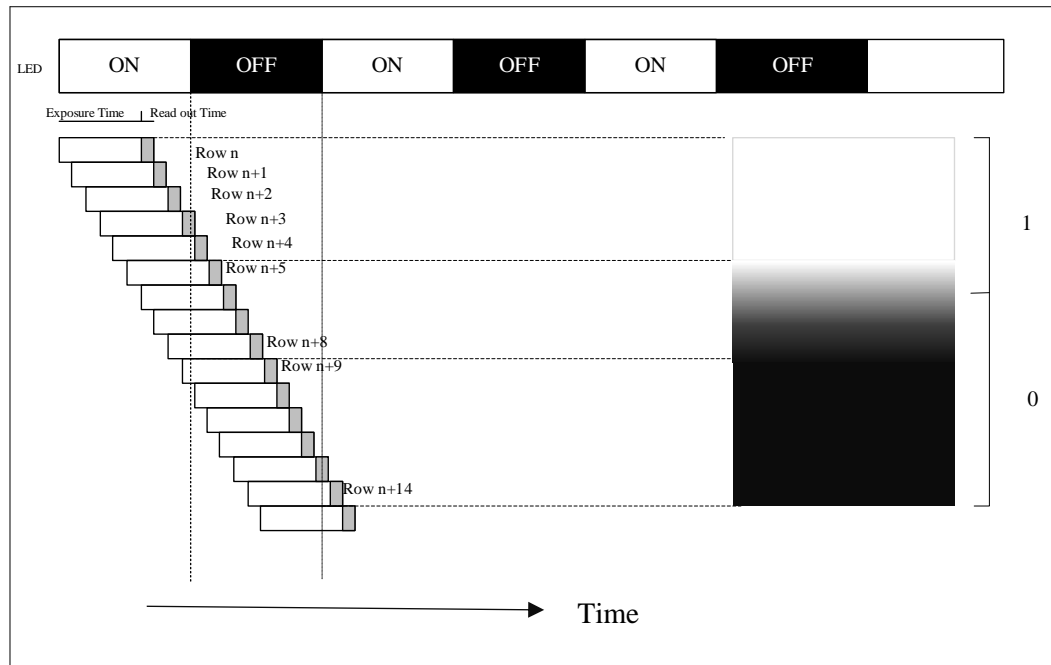 LED ON OFF ON OFF ON OFF
Exposure Time Read out Time
Row n
Row n+1
Row n+2
Row n+3
Row n+4
Row n+5
Row n+8
Row n+9
Row n+14
1
0
Time